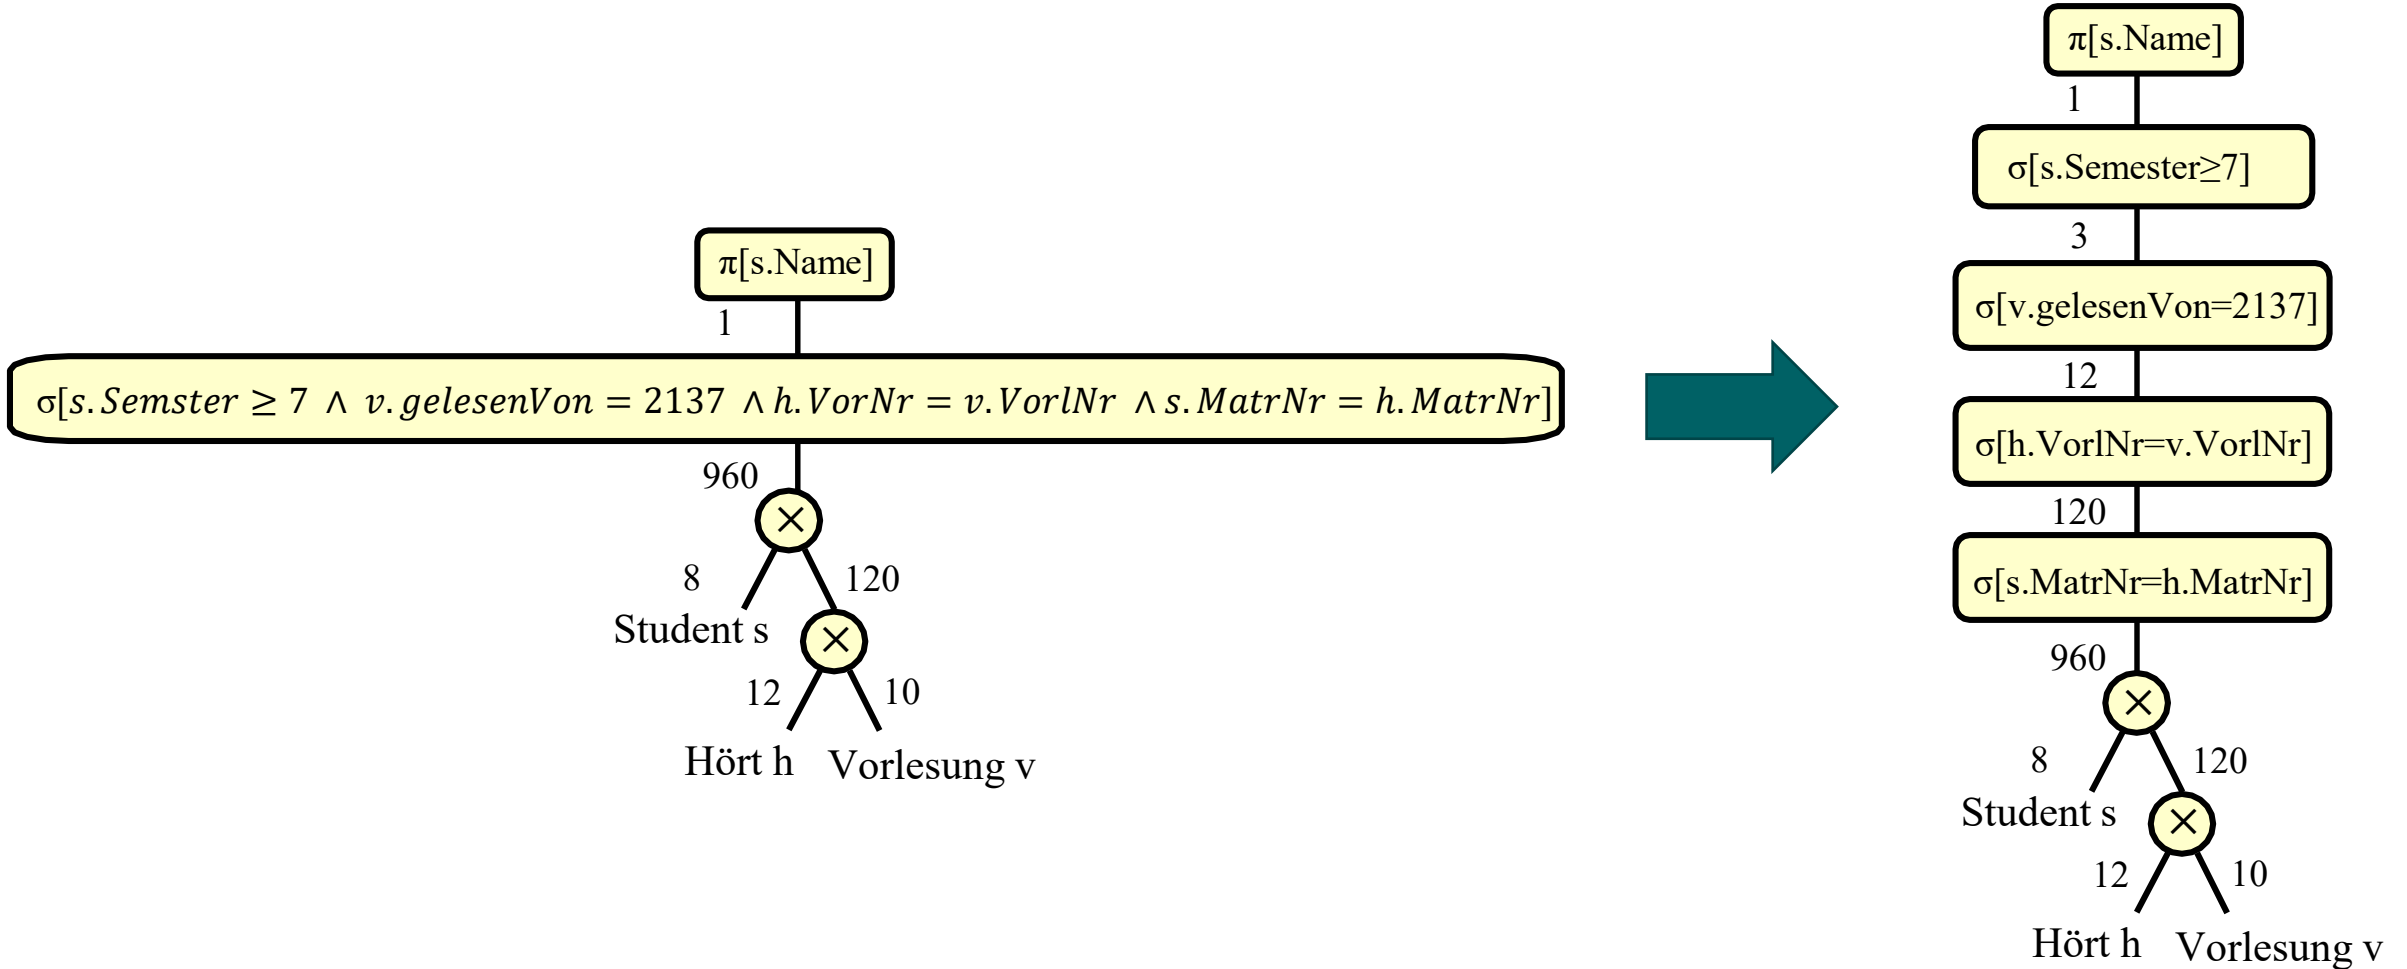 π[s.Name]
1
σ[s.Semster ≥ 7 ∧ v.gelesenVon = 2137 ∧ h.VorNr = v.VorlNr ∧ s.MatrNr = h.MatrNr]
960
×
8
120
Student s
×
12
10
Hört h
Vorlesung v
π[s.Name]
1
σ[s.Semester≥7]
3
σ[v.gelesenVon=2137]
12
σ[h.VorlNr=v.VorlNr]
120
σ[s.MatrNr=h.MatrNr]
960
×
8
120
Student s
×
12
10
Hört h
Vorlesung v